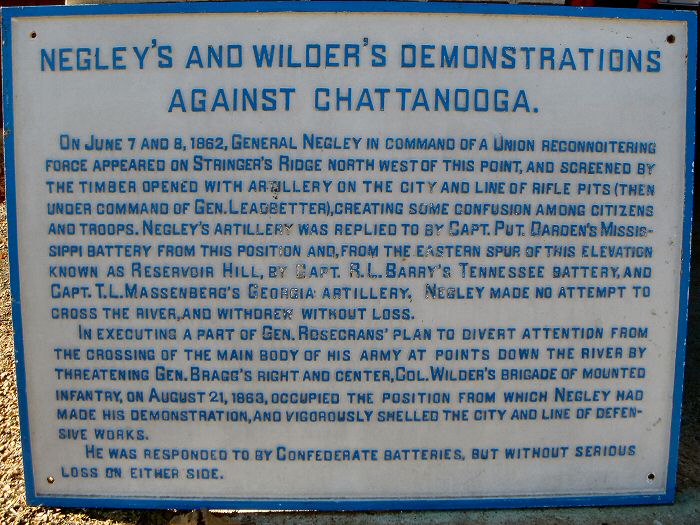 NEGLEY'S AND WILDER'S DEMONSTRATIONS
AGAINST CHATTANOOGA.
ON JUNE 7 AND 8, 1862, GENERAL NEGLEY IN COMMAND OF A UNION RECONNOITERING
FORCE APPEARED ON STRINGER'S RIDGE NORTH WEST OF THIS POINT, AND SCREENED BY
THE TIMBER OPENED WITH ARTILLERY ON THE CITY AND LINE OF RIFLE PITS (THEN
UNDER COMMAND OF GEN. LEADBETTER), CREATING SOME CONFUSION AMONG CITIZENS
AND TROOPS. NEGLEY'S ARTILLERY WAS REPLIED TO BY CAPT. PUT. DARDEN'S MISSIS-
SIPPI BATTERY FROM THIS POSITION AND, FROM THE EASTERN SPUR OF THIS ELEVATION
KNOWN AS RESERVOIR HILL, BY CAPT. R.L. BARRY'S TENNESSEE BATTERY, AND
CAPT. T.L. MASSENBERG'S GEORGIA ARTILLERY, NEGLEY MADE NO ATTEMPT TO
CROSS THE RIVER, AND WITHDREW WITHOUT LOSS.
IN EXECUTING A PART OF GEN. ROSECRANS' PLAN TO DIVERT ATTENTION FROM
THE CROSSING OF THE MAIN BODY OF HIS ARMY AT POINTS DOWN THE RIVER BY
THREATENING GEN. BRAGG'S RIGHT AND CENTER, COL. WILDER'S BRIGADE OF MOUNTED
INFANTRY, ON AUGUST 21, 1863, OCCUPIED THE POSITION FROM WHICH NEGLEY HAD
MADE HIS DEMONSTRATION, AND VIGOROUSLY SHELLED THE CITY AND LINE OF DEFEN-
SIVE WORKS.
HE WAS RESPONDED TO BY CONFEDERATE BATTERIES, BUT WITHOUT SERIOUS
LOSS ON EITHER SIDE.